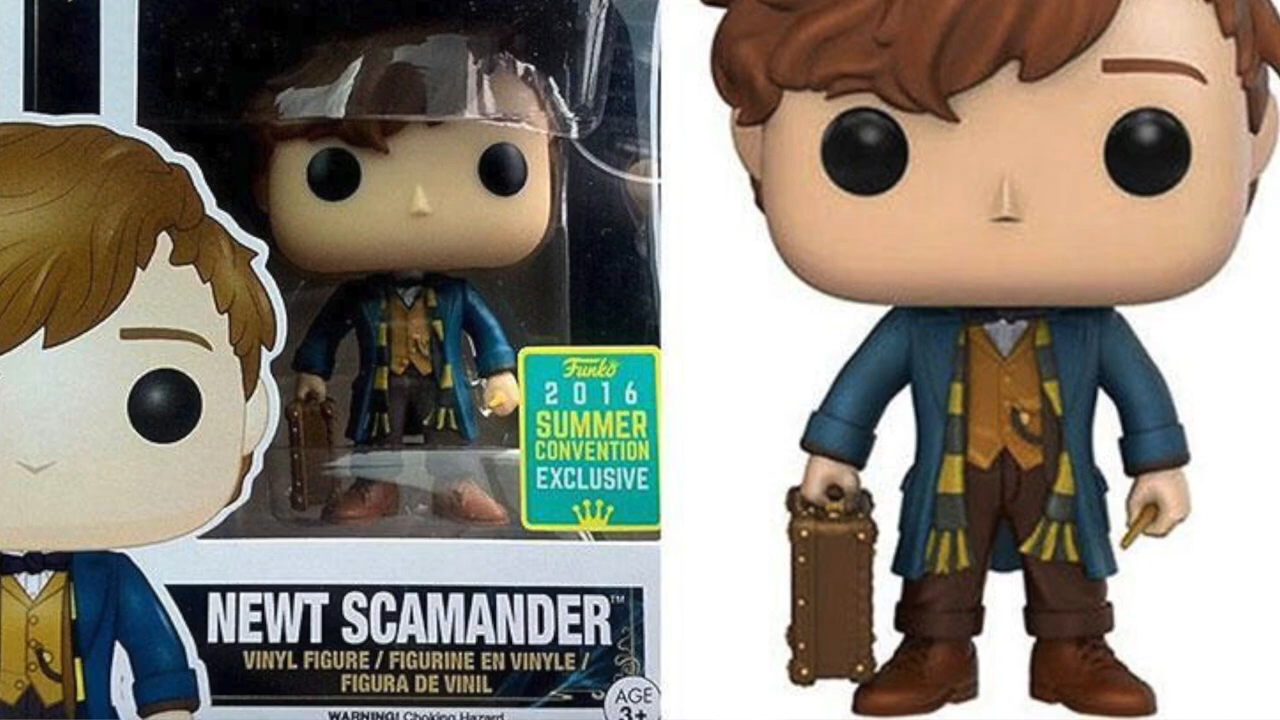 Funko
2016
SUMMER
CONVENTION
EXCLUSIVE
NEWT SCAMANDER™
VINYL FIGURE / FIGURINE EN VINYLE /
FIGURA DE VINIL
AGE
3+
WARNING! Choking Hazard